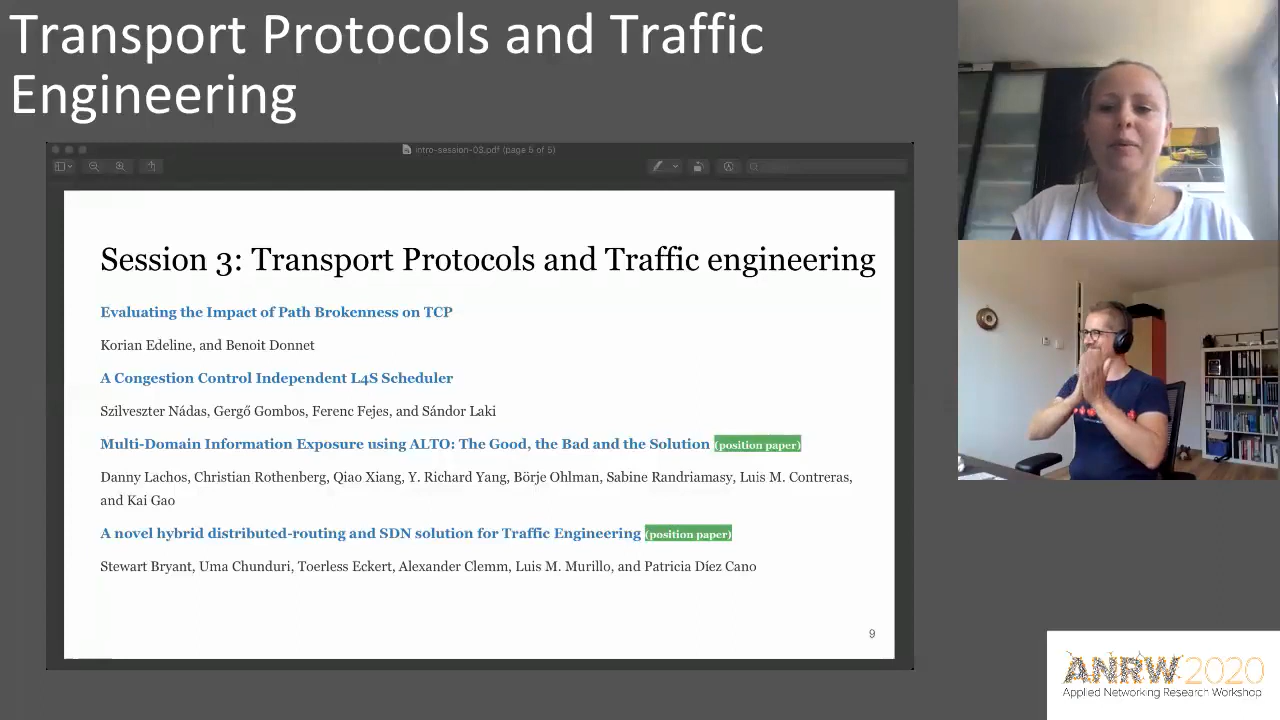 Transport Protocols and Traffic
Engineering
intro-session-03.pdf (page 5 of 5)
Session 3: Transport Protocols and Traffic engineering
Evaluating the Impact of Path Brokenness on TCP
Korian Edeline, and Benoit Donnet
A Congestion Control Independent L4S Scheduler
Szilveszter Nádas, Gergő Gombos, Ferenc Fejes, and Sándor Laki
Multi-Domain Information Exposure using ALTO: The Good, the Bad and the Solution (position paper)
Danny Lachos, Christian Rothenberg, Qiao Xiang, Y. Richard Yang, Börje Ohlman, Sabine Randriamasy, Luis M. Contreras,
and Kai Gao
A novel hybrid distributed-routing and SDN solution for Traffic Engineering (position paper)
Stewart Bryant, Uma Chunduri, Toerless Eckert, Alexander Clemm, Luis M. Murillo, and Patricia Díez Cano
9
ANRW2020
Applied Networking Research Workshop